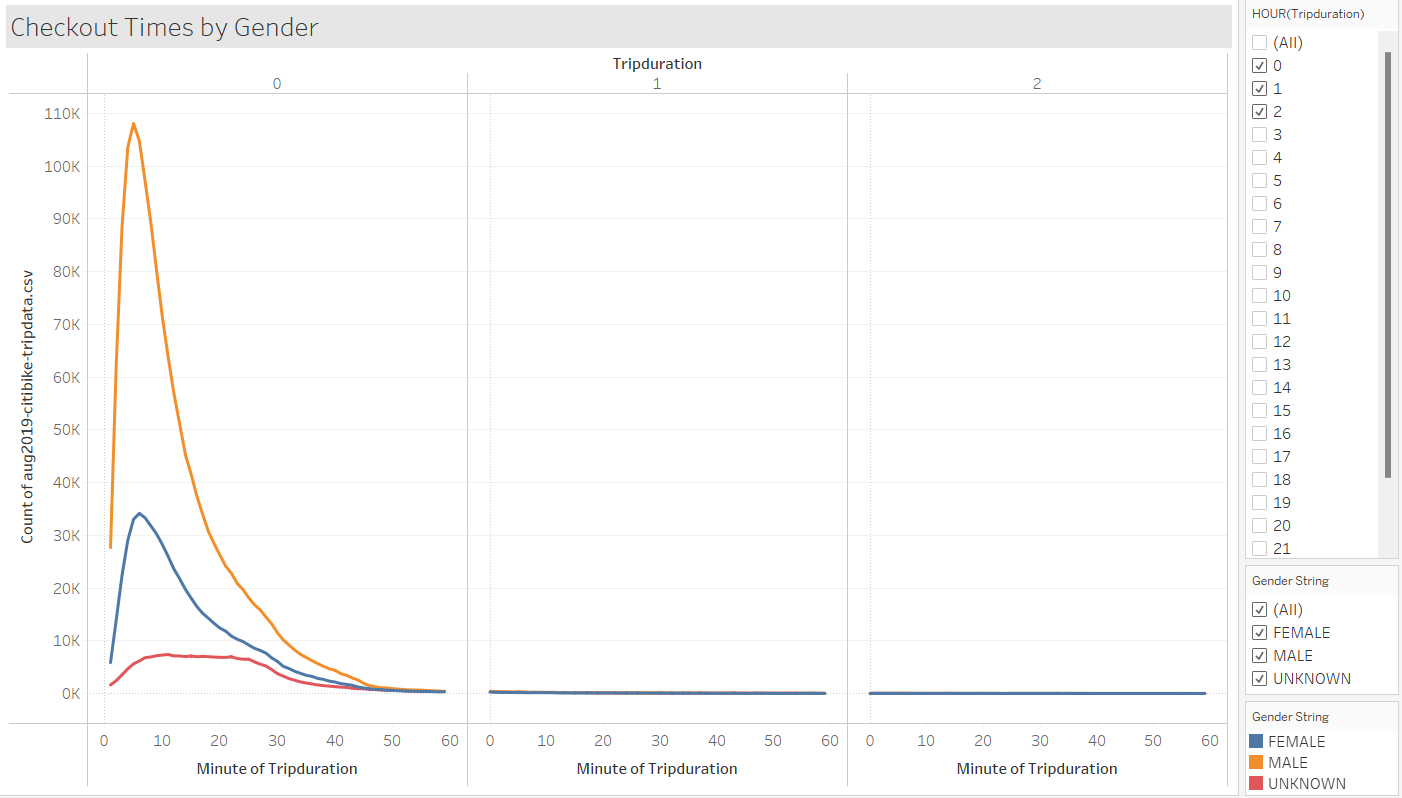 Checkout Times by Gender
Tripduration
0 1 2
110K
100K
90K
80K
70K
60K
50K
40K
30K
20K
10K
0K
Count of aug2019-citibike-tripdata.csv
0 10 20 30 40 50 60 0 10 20 30 40 50 60 0 10 20 30 40 50 60
Minute of Tripduration Minute of Tripduration Minute of Tripduration
HOUR(Tripduration)
(All)
0
1
2
3
4
5
6
7
8
9
10
11
12
13
14
15
16
17
18
19
20
21
Gender String
(All)
FEMALE
MALE
UNKNOWN
Gender String
FEMALE
MALE
UNKNOWN